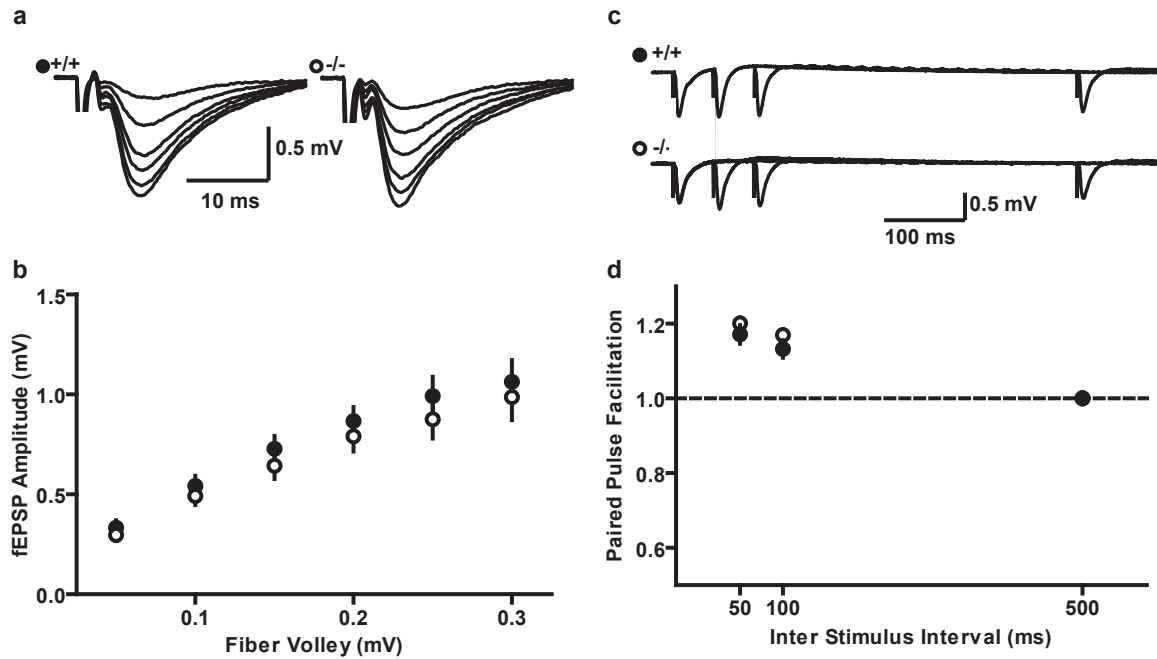 a
+/+
-/-
0.5 mV
10 ms
b
1.5
1.0
0.5
0.0
fEPSP Amplitude (mV)
0.1 0.2 0.3
Fiber Volley (mV)
c
+/+
-/-
0.5 mV
100 ms
d
1.2
1.0
0.8
0.6
Paired Pulse Facilitation
50 100 500
Inter Stimulus Interval (ms)